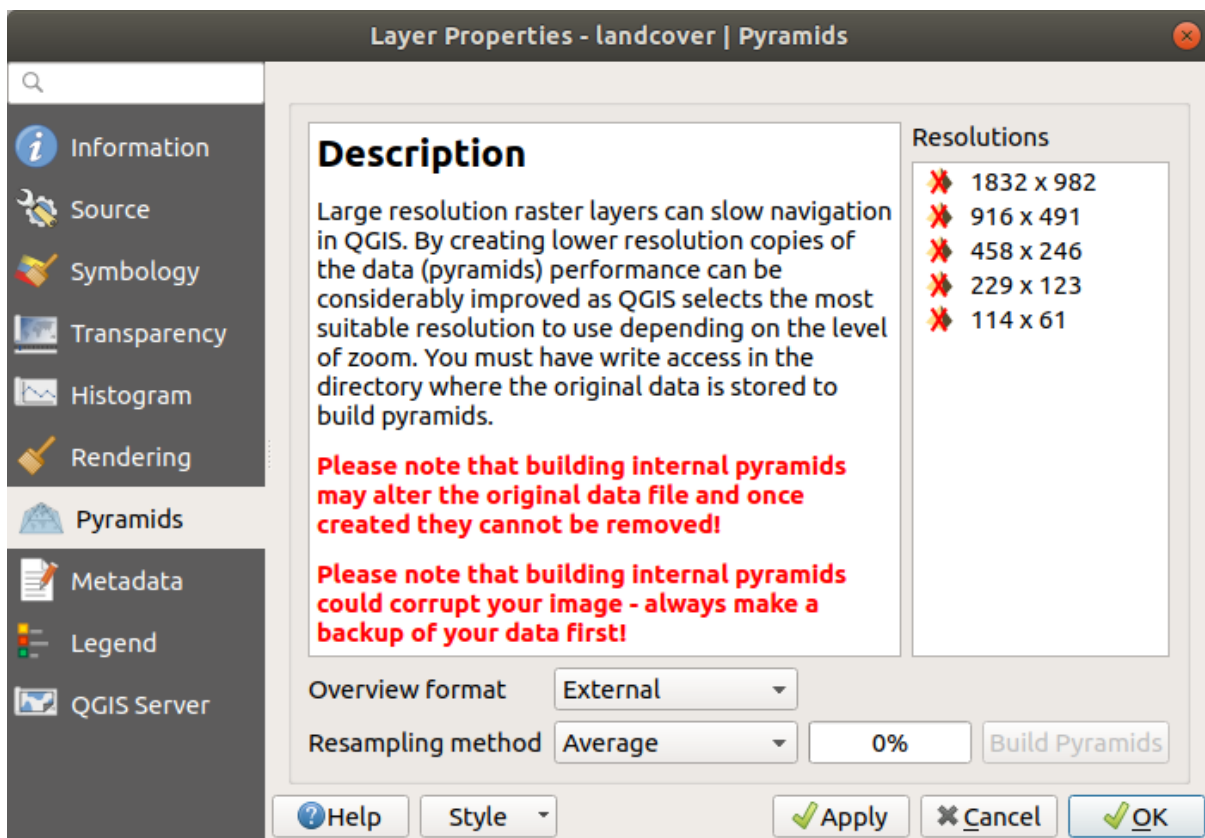 Layer Properties - landcover | Pyramids
Information
Source
Symbology
Transparency
Histogram
Rendering
Pyramids
Metadata
Legend
QGIS Server
Description
Large resolution raster layers can slow navigation
in QGIS. By creating lower resolution copies of
the data (pyramids) performance can be
considerably improved as QGIS selects the most
suitable resolution to use depending on the level
of zoom. You must have write access in the
directory where the original data is stored to
build pyramids.
Please note that building internal pyramids
may alter the original data file and once
created they cannot be removed!
Please note that building internal pyramids
could corrupt your image - always make a
backup of your data first!
Resolutions
1832 x 982
916 x 491
458 x 246
229 x 123
114 x 61
Overview format
External
Resampling method
Average
0%
Build Pyramids
Help
Style
Apply
Cancel
OK